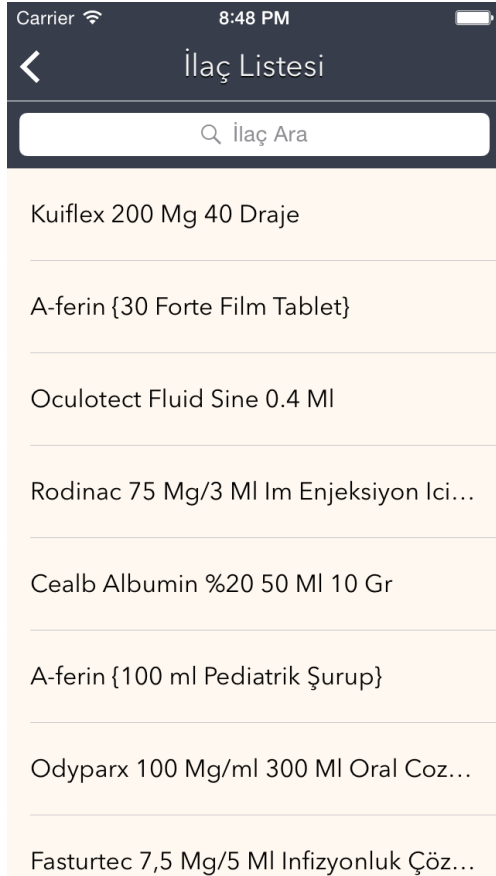 Carrier 8:48 PM
İlaç Listesi
İlaç Ara
Kuiflex 200 Mg 40 Draje
A-ferin {30 Forte Film Tablet}
Oculotect Fluid Sine 0.4 Ml
Rodinac 75 Mg/3 Ml Im Enjeksiyon Ici...
Cealb Albumin %20 50 Ml 10 Gr
A-ferin {100 ml Pediatrik Şurup}
Odyparx 100 Mg/ml 300 Ml Oral Coz...
Fasturtec 7,5 Mg/5 Ml Infizyonluk Çöz...